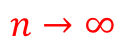 n → ∞